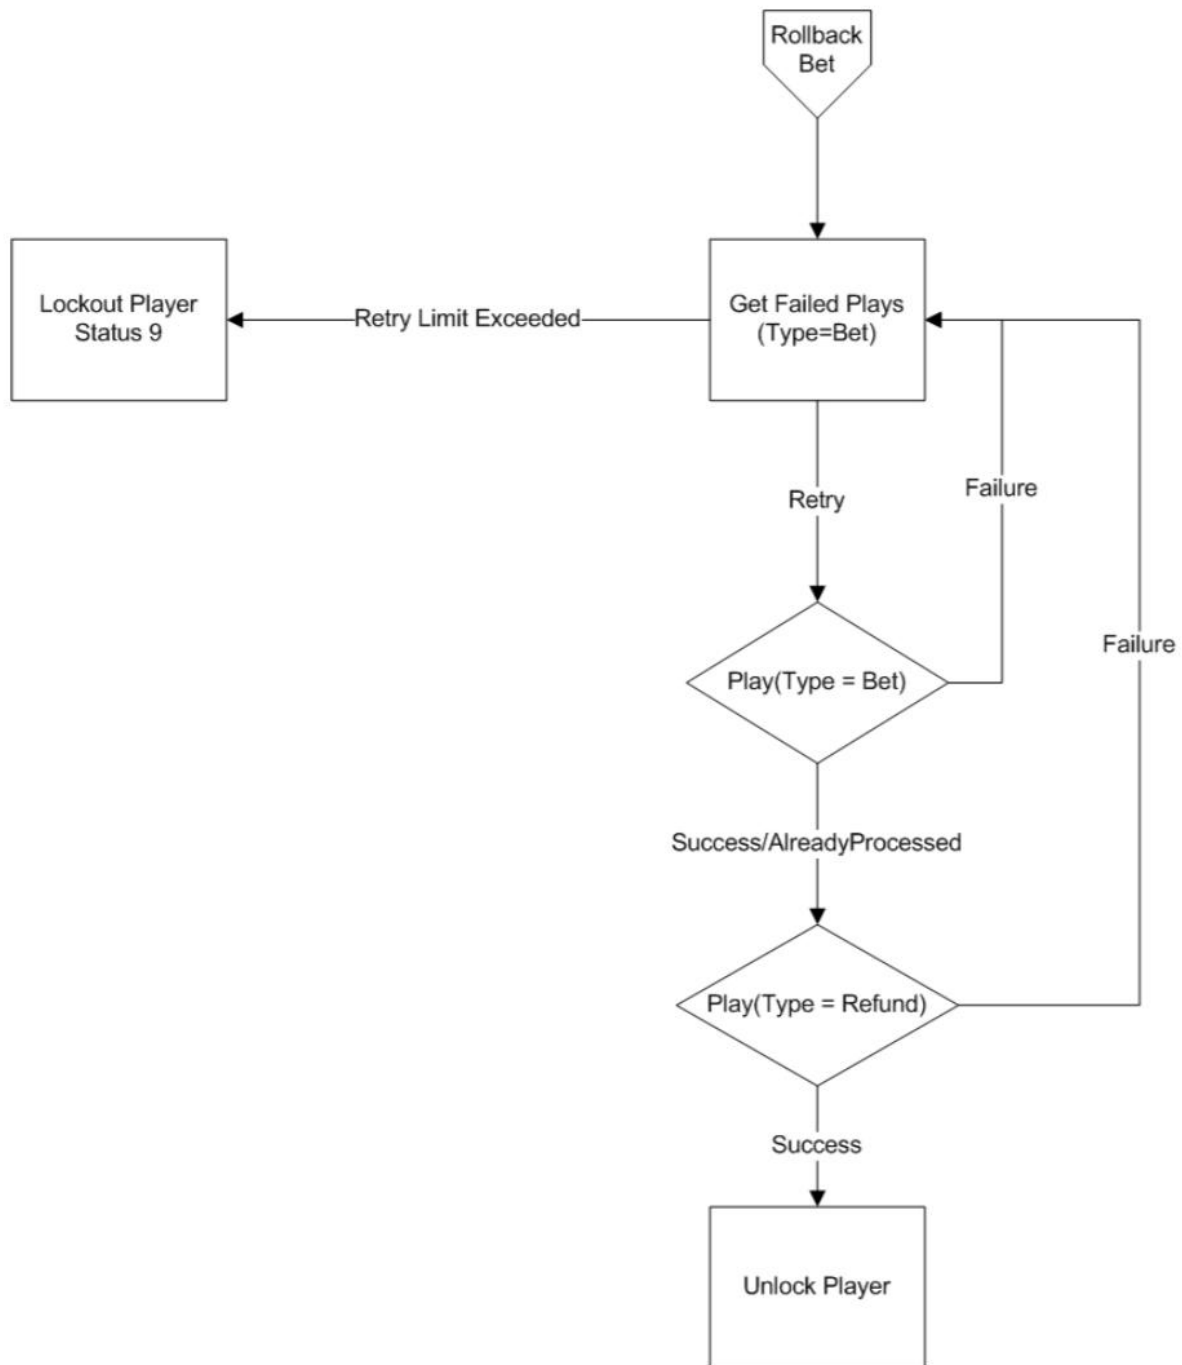 Rollback
Bet
Lockout Player
Status 9
Retry Limit Exceeded
Get Failed Plays
(Type=Bet)
Retry
Failure
Failure
Play(Type = Bet)
Success/AlreadyProcessed
Play(Type = Refund)
Success
Unlock Player